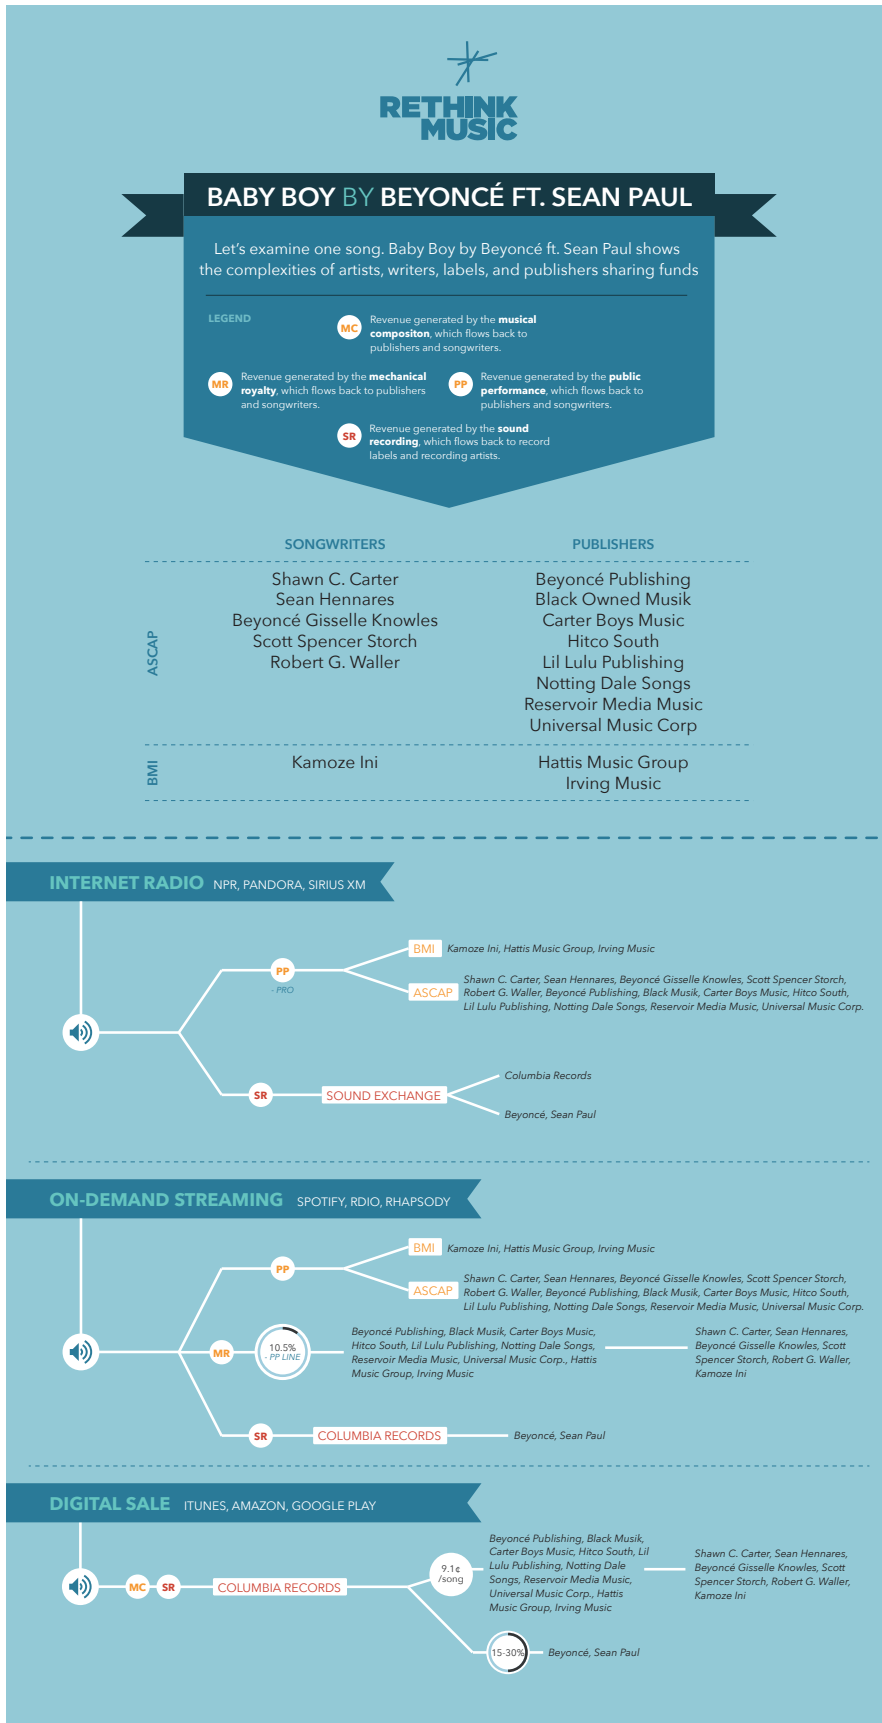 RETHINK
MUSIC
BABY BOY BY BEYONCÉ FT. SEAN PAUL
Let's examine one song. Baby Boy by Beyoncé ft. Sean Paul shows
the complexities of artists, writers, labels, and publishers sharing funds
LEGEND
MC
Revenue generated by the musical
compositon, which flows back to
publishers and songwriters.
MR
Revenue generated by the mechanical
royalty, which flows back to publishers
and songwriters.
PP
Revenue generated by the public
performance, which flows back to
publishers and songwriters.
SR
Revenue generated by the sound
recording, which flows back to record
labels and recording artists.
SONGWRITERS
PUBLISHERS
ASCAP
Shawn C. Carter
Sean Hennares
Beyoncé Gisselle Knowles
Scott Spencer Storch
Robert G. Waller
Beyoncé Publishing
Black Owned Musik
Carter Boys Music
Hitco South
Lil Lulu Publishing
Notting Dale Songs
Reservoir Media Music
Universal Music Corp
BMI
Kamoze Ini
Hattis Music Group
Irving Music
INTERNET RADIO NPR, PANDORA, SIRIUS XM
PP
- PRO
BMI
Kamoze Ini, Hattis Music Group, Irving Music
ASCAP
Shawn C. Carter, Sean Hennares, Beyoncé Gisselle Knowles, Scott Spencer Storch,
Robert G. Waller, Beyoncé Publishing, Black Musik, Carter Boys Music, Hitco South,
Lil Lulu Publishing, Notting Dale Songs, Reservoir Media Music, Universal Music Corp.
SR
SOUND EXCHANGE
Columbia Records
Beyoncé, Sean Paul
ON-DEMAND STREAMING SPOTIFY, RDIO, RHAPSODY
PP
BMI
Kamoze Ini, Hattis Music Group, Irving Music
ASCAP
Shawn C. Carter, Sean Hennares, Beyoncé Gisselle Knowles, Scott Spencer Storch,
Robert G. Waller, Beyoncé Publishing, Black Musik, Carter Boys Music, Hitco South,
Lil Lulu Publishing, Notting Dale Songs, Reservoir Media Music, Universal Music Corp.
MR
10.5%
- PP LINE
Beyoncé Publishing, Black Musik, Carter Boys Music,
Hitco South, Lil Lulu Publishing, Notting Dale Songs,
Reservoir Media Music, Universal Music Corp., Hattis
Music Group, Irving Music
Shawn C. Carter, Sean Hennares,
Beyoncé Gisselle Knowles, Scott
Spencer Storch, Robert G. Waller,
Kamoze Ini
SR
COLUMBIA RECORDS
Beyoncé, Sean Paul
DIGITAL SALE ITUNES, AMAZON, GOOGLE PLAY
MC
SR
COLUMBIA RECORDS
9.1¢
/song
Beyoncé Publishing, Black Musik,
Carter Boys Music, Hitco South, Lil
Lulu Publishing, Notting Dale
Songs, Reservoir Media Music,
Universal Music Corp., Hattis
Music Group, Irving Music
Shawn C. Carter, Sean Hennares,
Beyoncé Gisselle Knowles, Scott
Spencer Storch, Robert G. Waller,
Kamoze Ini
15-30%
Beyoncé, Sean Paul